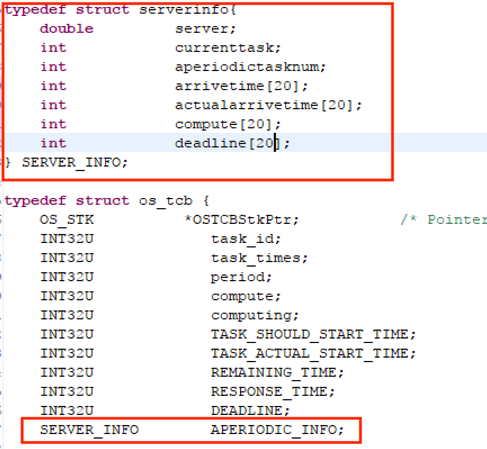 typedef struct serverinfo{
double server;
int currenttask;
int aperiodictasknum;
int arrivetime[20];
int actualarrivetime[20];
int compute[20];
int deadline[20];
} SERVER_INFO;
typedef struct os_tcb {
OS_STK *OSTCBStkPtr; /* Pointer
INT32U task_id;
INT32U task_times;
INT32U period;
INT32U compute;
INT32U computing;
INT32U TASK_SHOULD_START_TIME;
INT32U TASK_ACTUAL_START_TIME;
INT32U REMAINING_TIME;
INT32U RESPONSE_TIME;
INT32U DEADLINE;
SERVER_INFO APERIODIC_INFO;